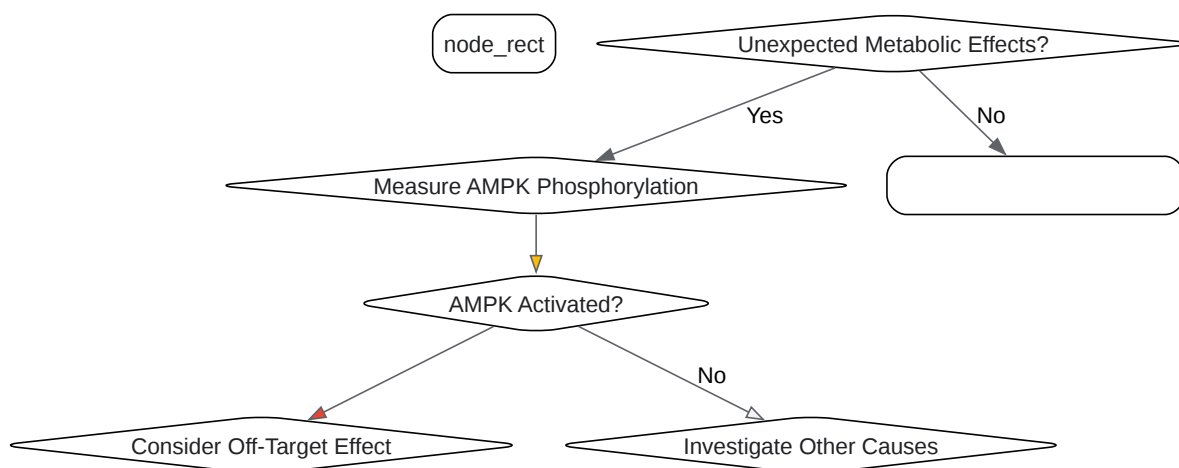 node_rect
Unexpected Metabolic Effects?
Yes
No
Measure AMPK Phosphorylation
AMPK Activated?
No
Consider Off-Target Effect
Investigate Other Causes